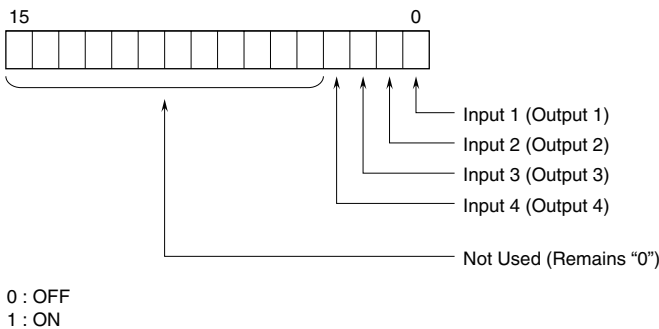 15 0
Input 1 (Output 1)
Input 2 (Output 2)
Input 3 (Output 3)
Input 4 (Output 4)
Not Used (Remains “0”)
0 : OFF
1 : ON